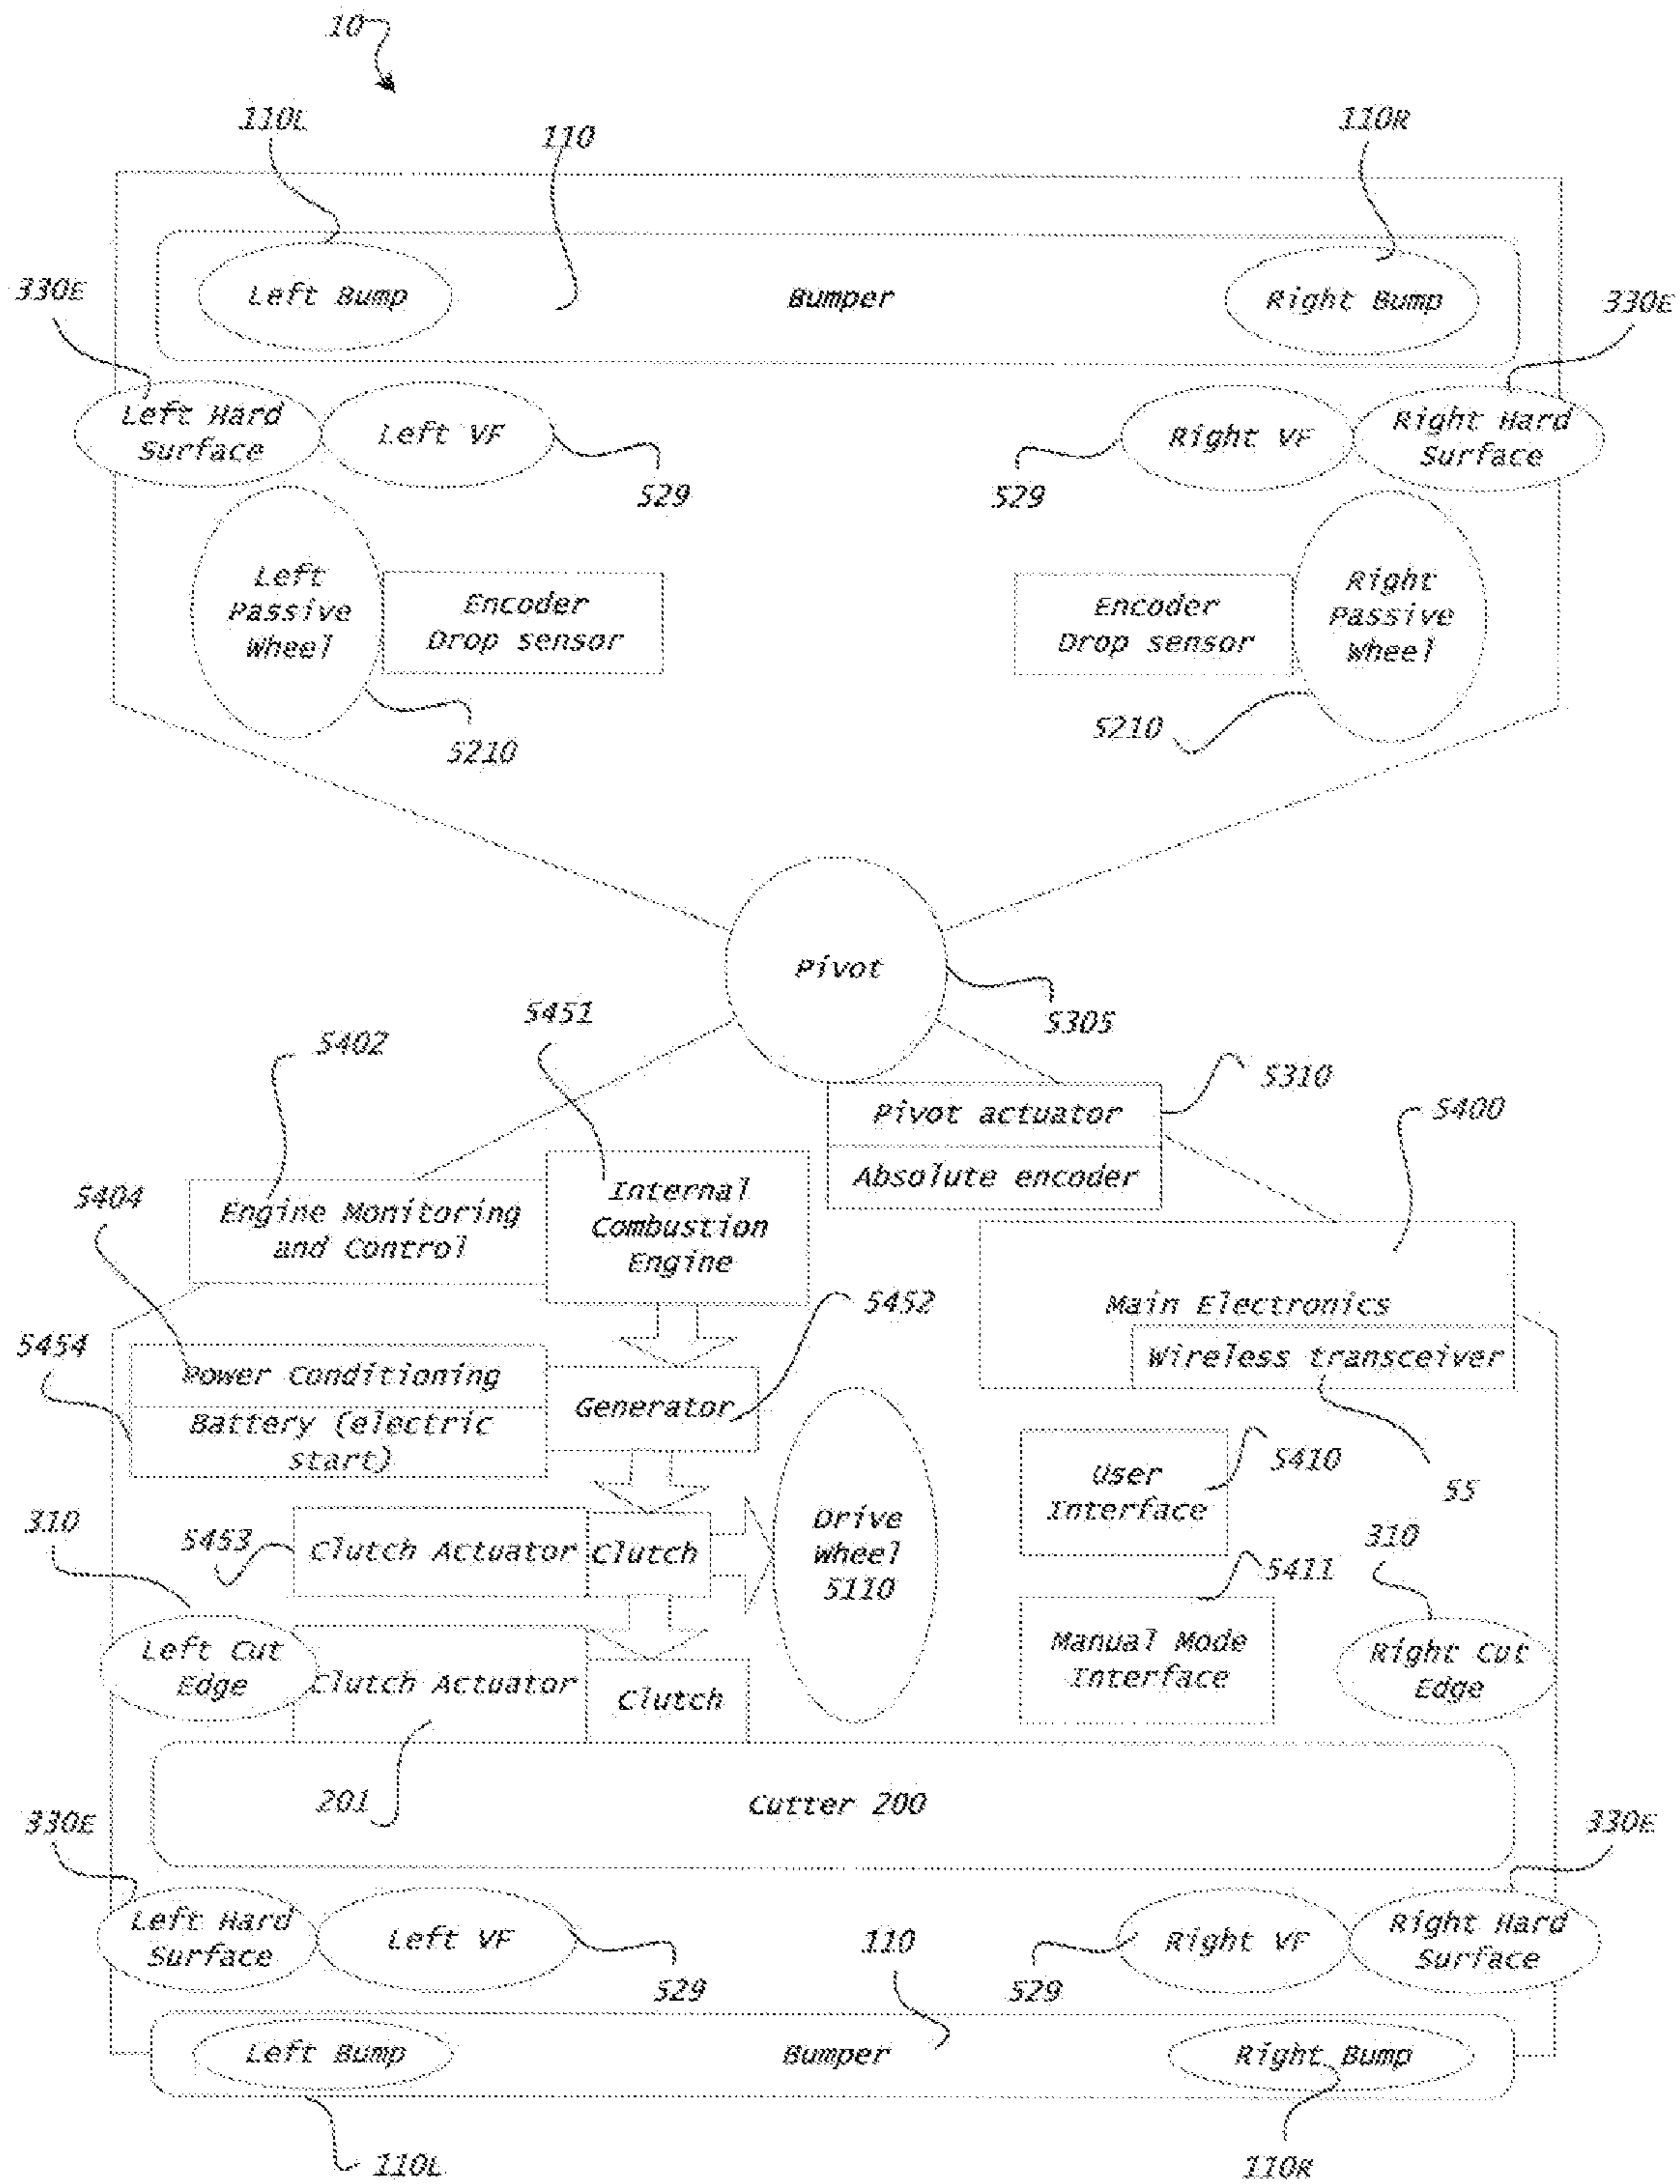 10
110L
110
110R
Left Bump
Bumper
Right Bump
330E
330E
Left Hard
Surface
Left VF
Right VF
Right Hard
Surface
529
529
Left
Passive
Wheel
Encoder
Drop sensor
Encoder
Drop sensor
Right
Passive
Wheel
5210
5210
Pivot
5305
5451
5402
5310
5400
Pivot actuator
Absolute encoder
5404
Engine Monitoring
and Control
Internal
Combustion
Engine
5452
Main Electronics
Wireless transceiver
5454
Power Conditioning
Battery (electric
start)
Generator
User
Interface
5410
55
310
5453
Clutch Actuator
Clutch
Drive
Wheel
5110
5411
310
Left Cut
Edge
Clutch Actuator
Clutch
Manual Mode
Interface
Right Cut
Edge
201
Cutter 200
330E
330E
Left Hard
Surface
Left VF
529
110
529
Right VF
Right Hard
Surface
Left Bump
Bumper
Right Bump
110L
110R